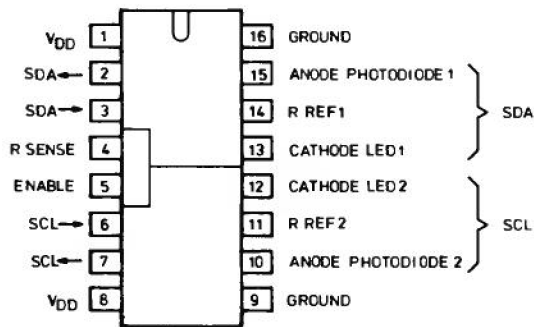 VDD 1 16 GROUND
SDA← 2 15 ANODE PHOTODIODE 1
SDA→ 3 14 R REF1
SDA
R SENSE 4 13 CATHODE LED1
ENABLE 5 12 CATHODE LED2
SCL→ 6 11 R REF2
SCL
SCL← 7 10 ANODE PHOTODIODE 2
VDD 8 9 GROUND